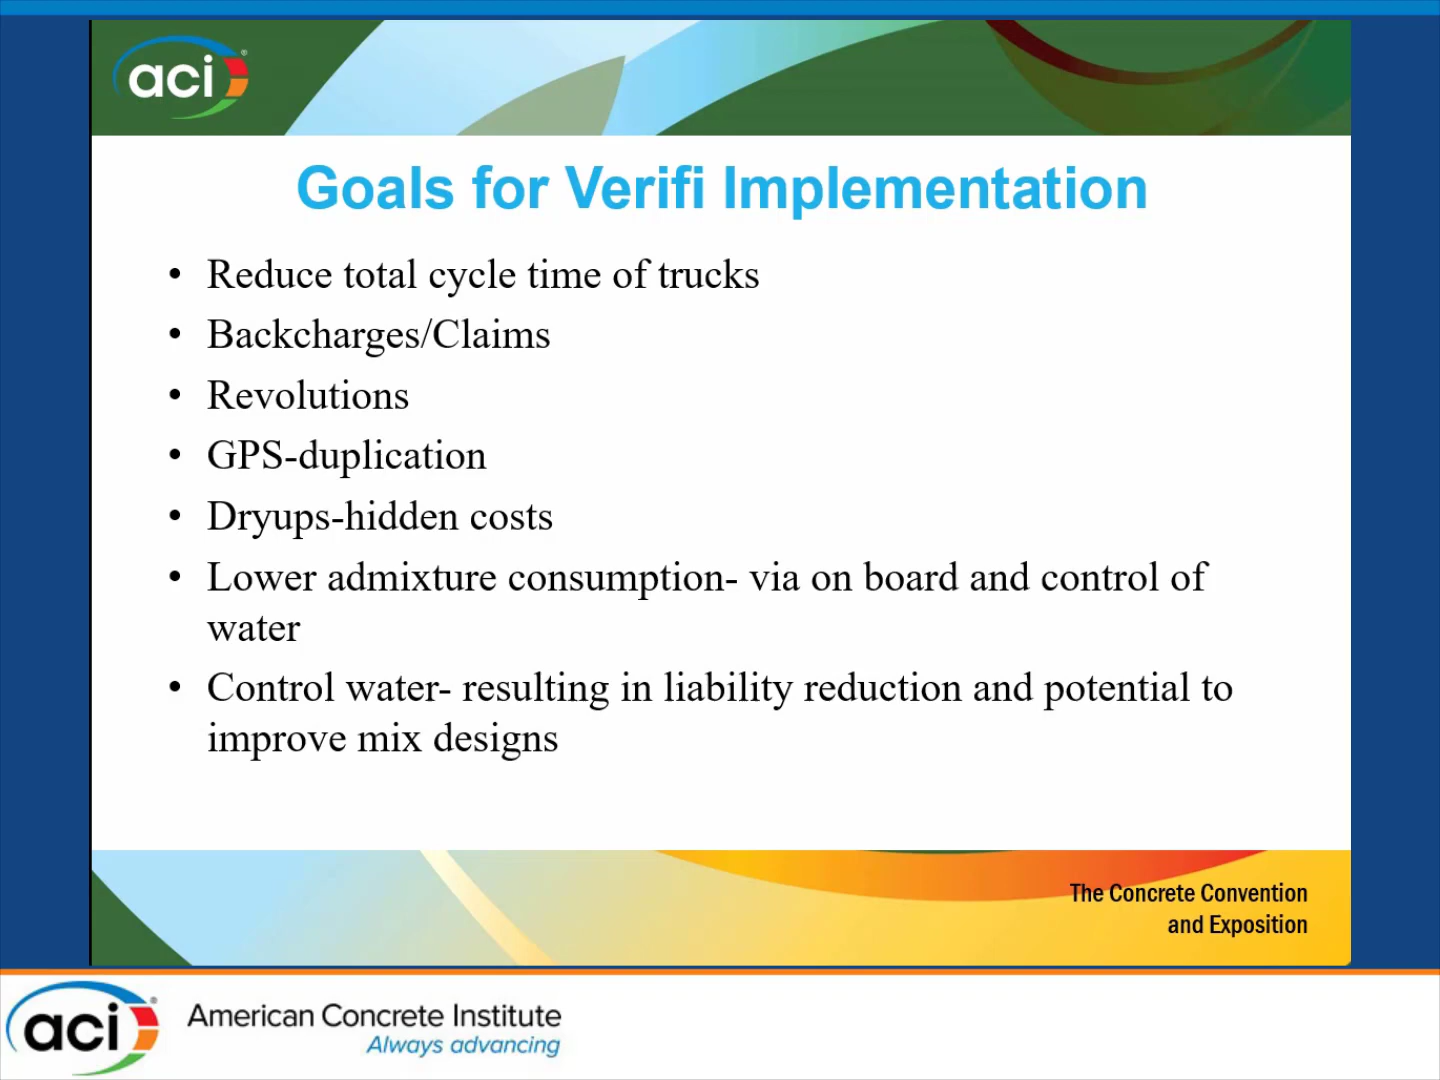 aci®
Goals for Verifi Implementation
• Reduce total cycle time of trucks
• Backcharges/Claims
• Revolutions
• GPS-duplication
• Dryups-hidden costs
• Lower admixture consumption- via on board and control of
water
• Control water- resulting in liability reduction and potential to
improve mix designs
The Concrete Convention
and Exposition
aci®
American Concrete Institute
Always advancing